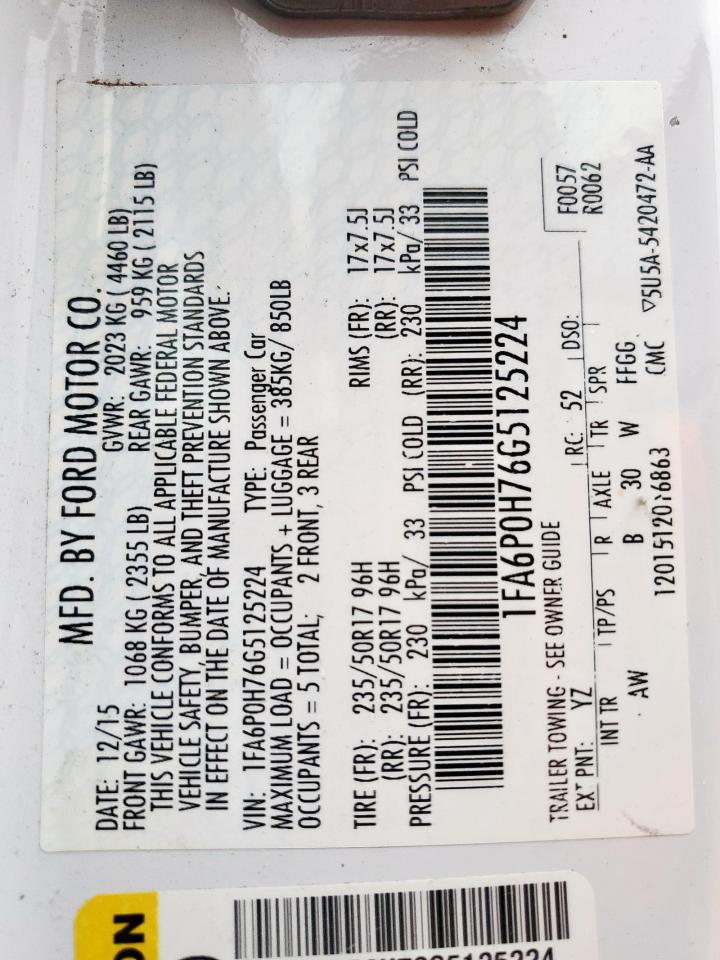 MFD. BY FORD MOTOR CO.
DATE: 12/15 GVWR: 2023 KG ( 4460 LB)
FRONT GAWR: 1068 KG ( 2355 LB) REAR GAWR: 959 KG ( 2115 LB)
THIS VEHICLE CONFORMS TO ALL APPLICABLE FEDERAL MOTOR
VEHICLE SAFETY, BUMPER, AND THEFT PREVENTION STANDARDS
IN EFFECT ON THE DATE OF MANUFACTURE SHOWN ABOVE.
VIN: 1FA6P0H76G5125224 TYPE: Passenger Car
MAXIMUM LOAD = OCCUPANTS + LUGGAGE = 385KG/ 850LB
OCCUPANTS = 5 TOTAL; 2 FRONT, 3 REAR
TIRE (FR): 235/50R17 96H RIMS (FR): 17x7.5J
(RR): 235/50R17 96H (RR): 17x7.5J
PRESSURE (FR): 230 kPa/ 33 PSI COLD (RR): 230 kPa/ 33 PSI COLD
1FA6P0H76G5125224
TRAILER TOWING - SEE OWNER GUIDE F0057
EXT PNT: YZ RC: 52 DSO: R0062
INT TR TP/PS R AXLE TR SPR
AW B 30 W FFGG
CMC ▽5U5A-5420472-AA
ON